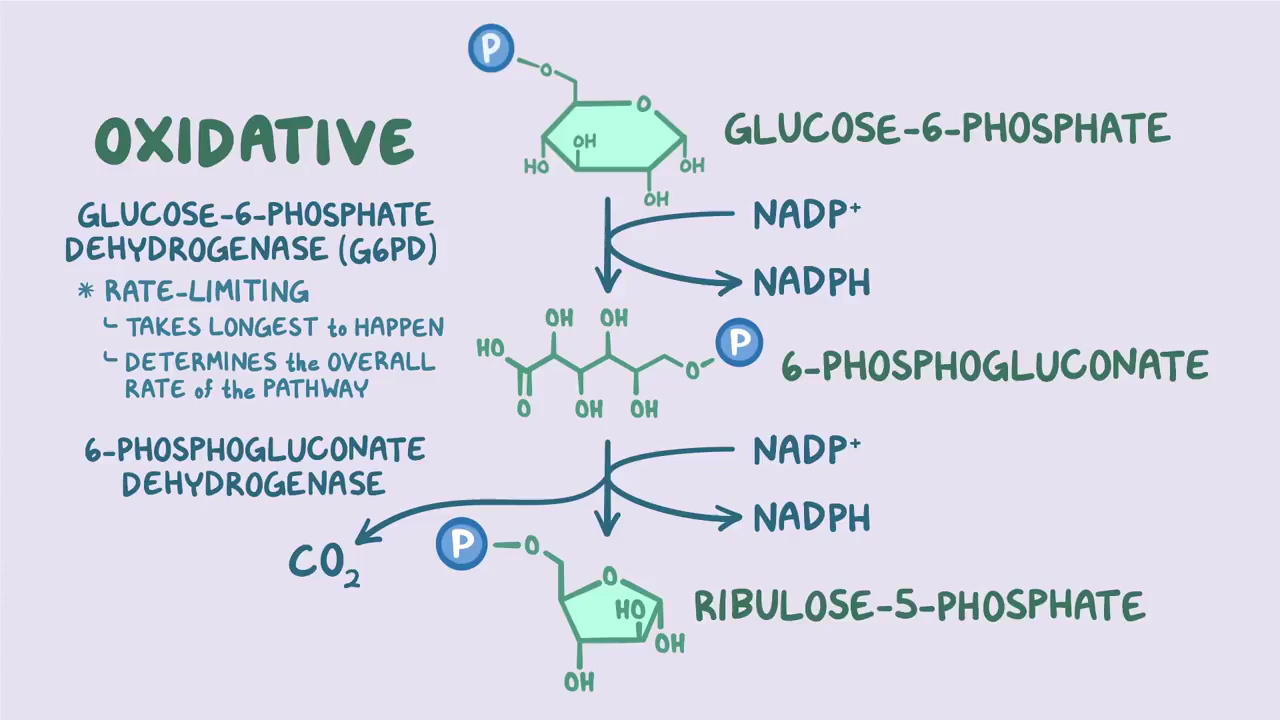 P
O
O
OH
HO
OH
OH
GLUCOSE-6-PHOSPHATE
OXIDATIVE
GLUCOSE-6-PHOSPHATE
DEHYDROGENASE (G6PD)
* RATE-LIMITING
TAKES LONGEST to HAPPEN
DETERMINES the OVERALL
RATE of the PATHWAY
NADP⁺
NADPH
OH OH
HO
P
O
O OH OH
6-PHOSPHOGLUCONATE
6-PHOSPHOGLUCONATE
DEHYDROGENASE
NADP⁺
NADPH
CO₂
P
O
O
HO
OH
OH
RIBULOSE-5-PHOSPHATE